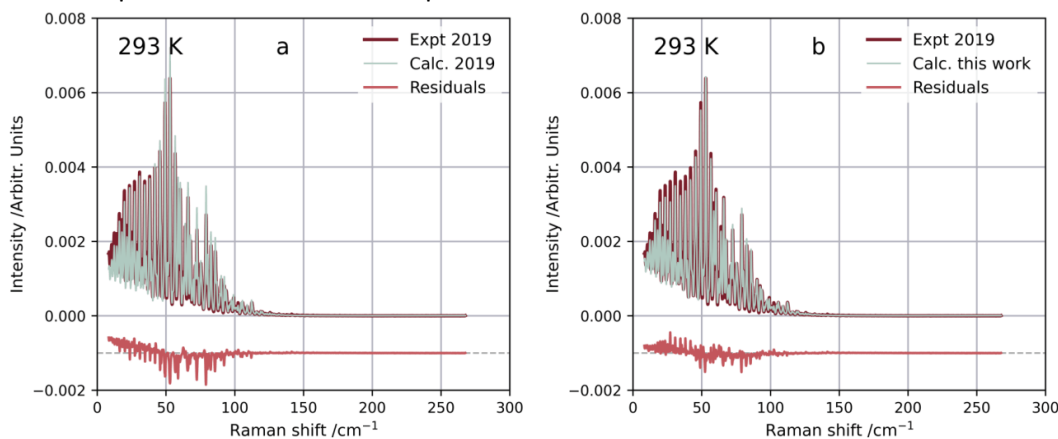 0.008
293 K
a
Expt 2019
Calc. 2019
Residuals
0.006
0.004
0.002
0.000
−0.002
Intensity /Arbitr. Units
0
50
100
150
200
250
300
Raman shift /cm⁻¹
0.008
293 K
b
Expt 2019
Calc. this work
Residuals
0.006
0.004
0.002
0.000
−0.002
Intensity /Arbitr. Units
0
50
100
150
200
250
300
Raman shift /cm⁻¹